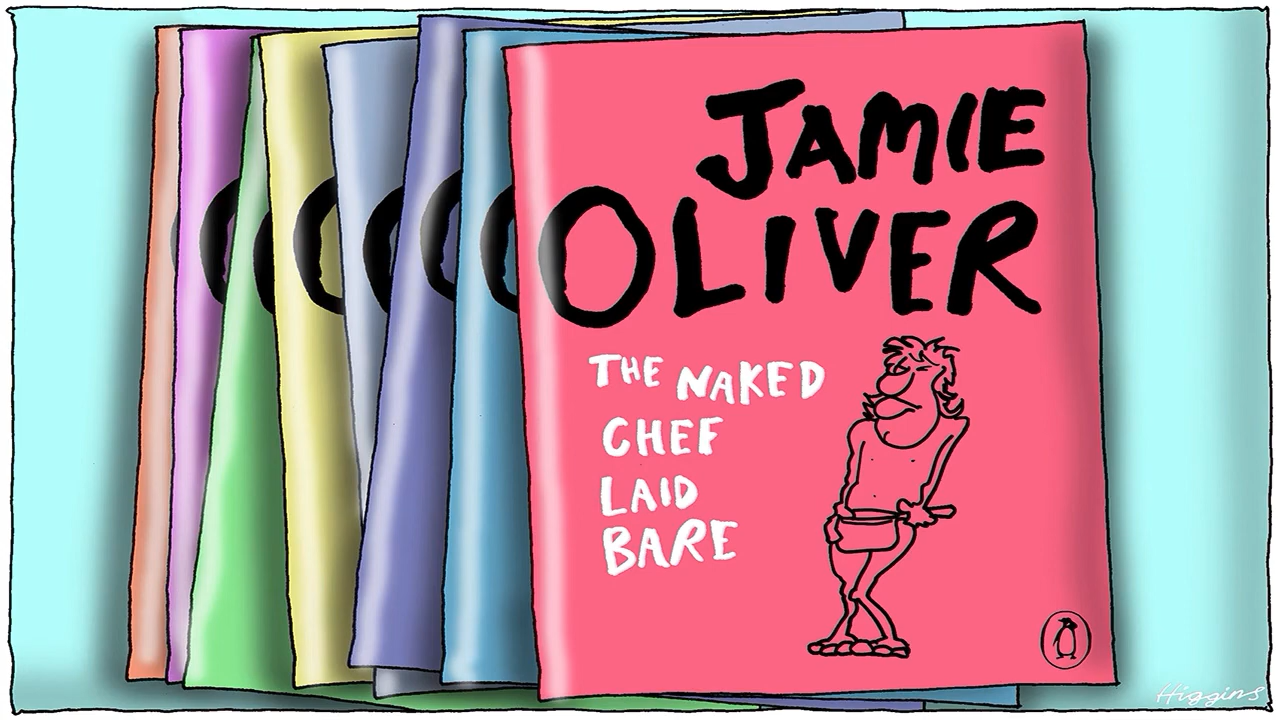 JAMIE
OLIVER
THE NAKED
CHEF
LAID
BARE
Higgins